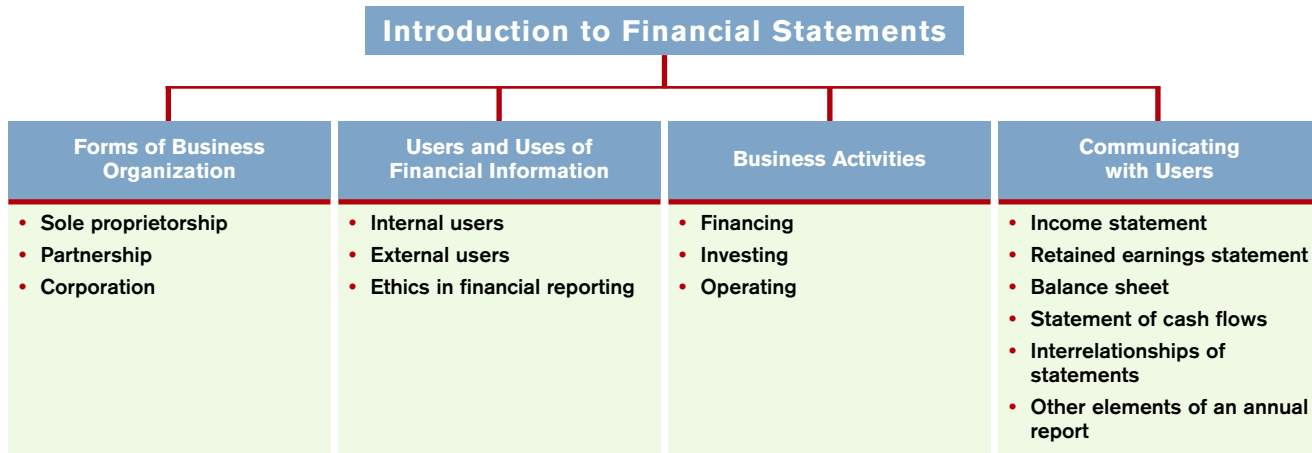 Introduction to Financial Statements
Forms of Business
Organization
• Sole proprietorship
• Partnership
• Corporation
Users and Uses of
Financial Information
• Internal users
• External users
• Ethics in financial reporting
Business Activities
• Financing
• Investing
• Operating
Communicating
with Users
• Income statement
• Retained earnings statement
• Balance sheet
• Statement of cash flows
• Interrelationships of
statements
• Other elements of an annual
report